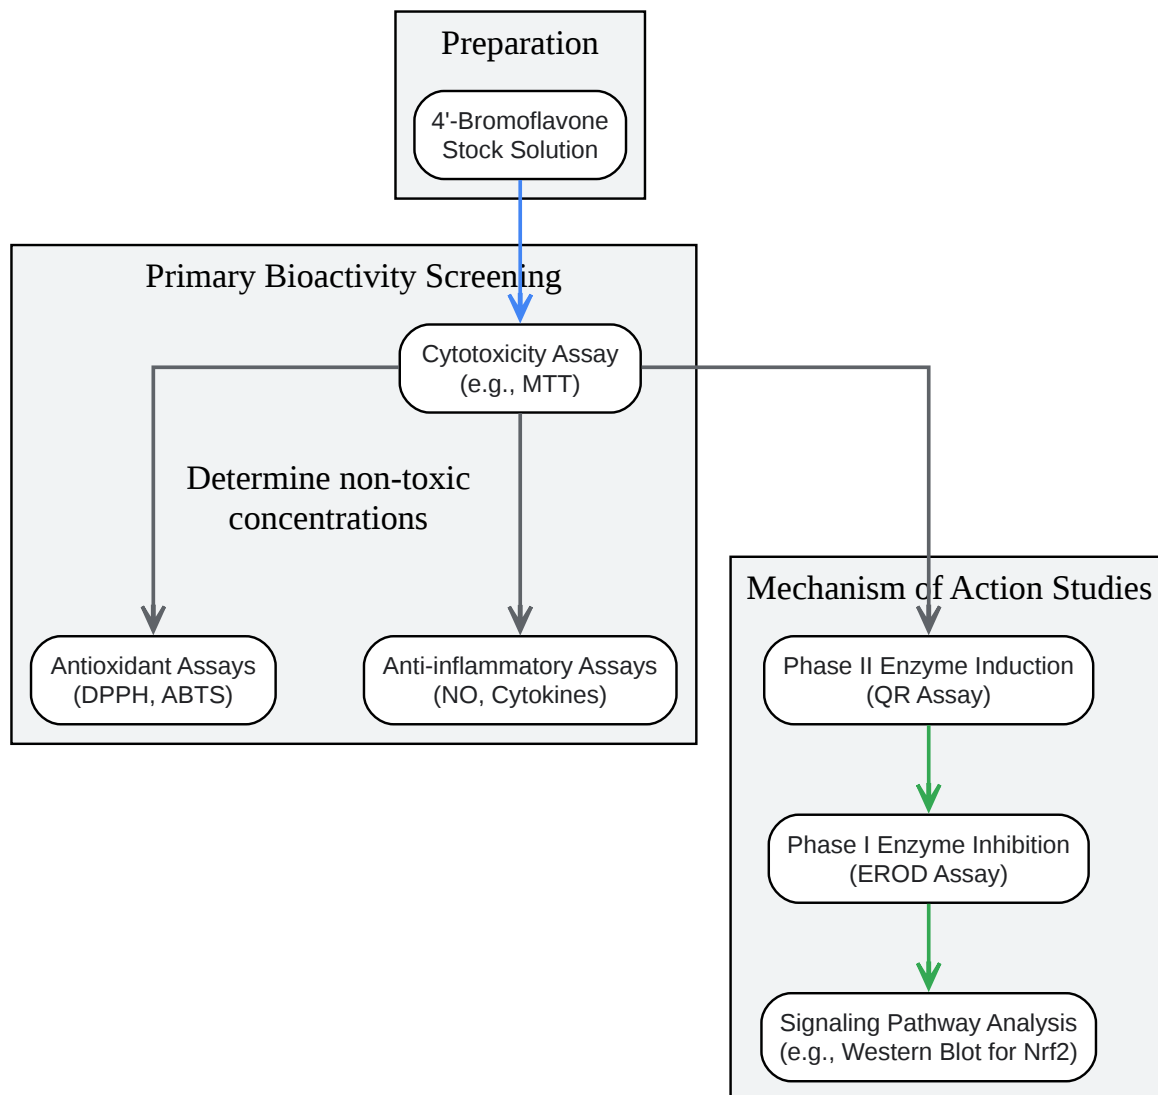 Preparation
4'-Bromoflavone
Stock Solution
Primary Bioactivity Screening
Cytotoxicity Assay
(e.g., MTT)
Determine non-toxic
concentrations
Antioxidant Assays
(DPPH, ABTS)
Anti-inflammatory Assays
(NO, Cytokines)
Mechanism of Action Studies
Phase II Enzyme Induction
(QR Assay)
Phase I Enzyme Inhibition
(EROD Assay)
Signaling Pathway Analysis
(e.g., Western Blot for Nrf2)